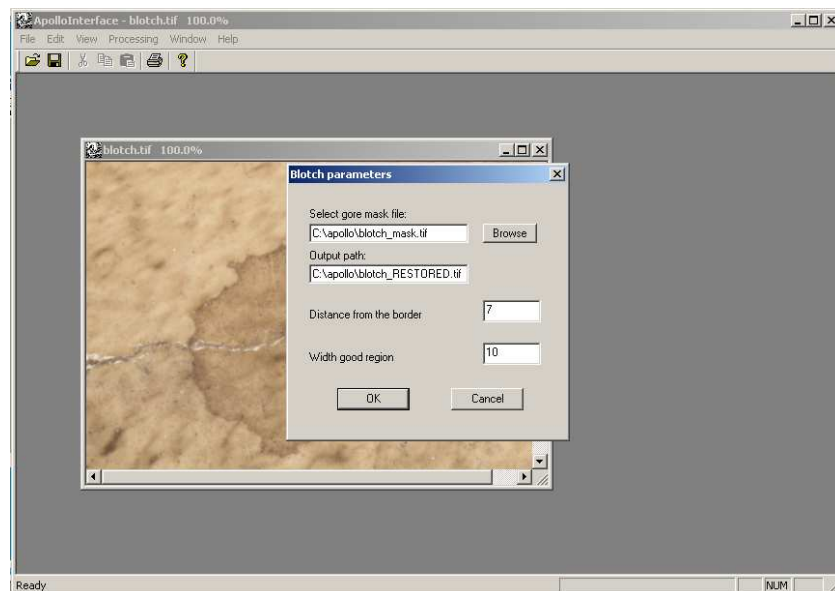 ApolloInterface - blotch.tif 100.0%
File Edit View Processing Window Help
blotch.tif 100.0%
Blotch parameters
Select gore mask file:
C:\apollo\blotch_mask.tif
Browse
Output path:
C:\apollo\blotch_RESTORED.tif
Distance from the border
7
Width good region
10
OK
Cancel
Ready
NUM